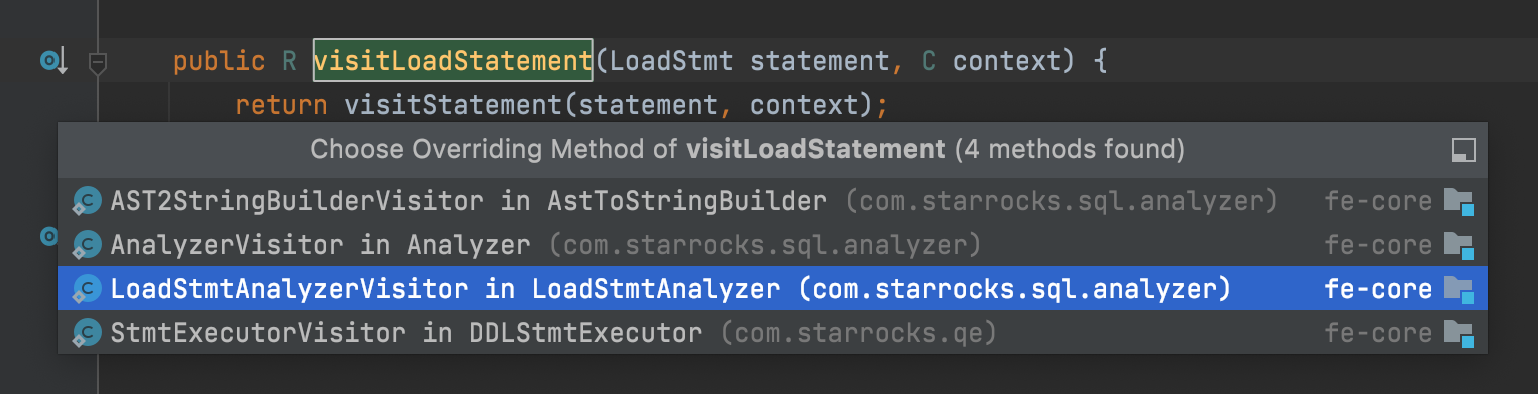 public R visitLoadStatement(LoadStmt statement, C context) {
return visitStatement(statement, context);
Choose Overriding Method of visitLoadStatement (4 methods found)
C AST2StringBuilderVisitor in AstToStringBuilder (com.starrocks.sql.analyzer) fe-core
C AnalyzerVisitor in Analyzer (com.starrocks.sql.analyzer) fe-core
C LoadStmtAnalyzerVisitor in LoadStmtAnalyzer (com.starrocks.sql.analyzer) fe-core
C StmtExecutorVisitor in DDLStmtExecutor (com.starrocks.qe) fe-core